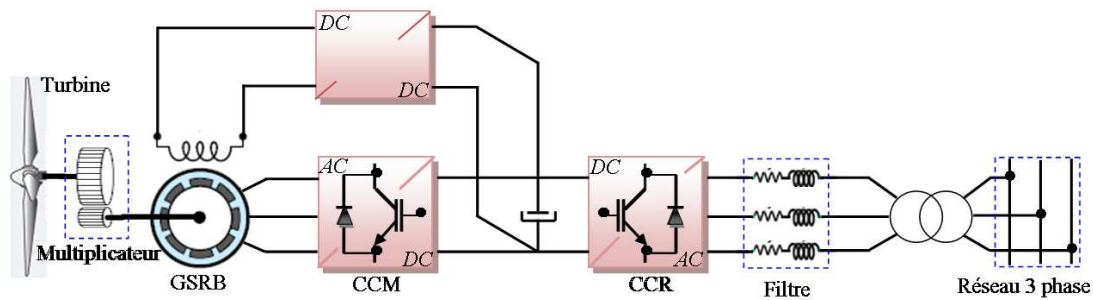 DC
DC
Turbine
AC
DC
DC
AC
Multiplicateur
GSRB
CCM
CCR
Filtre
Réseau 3 phase